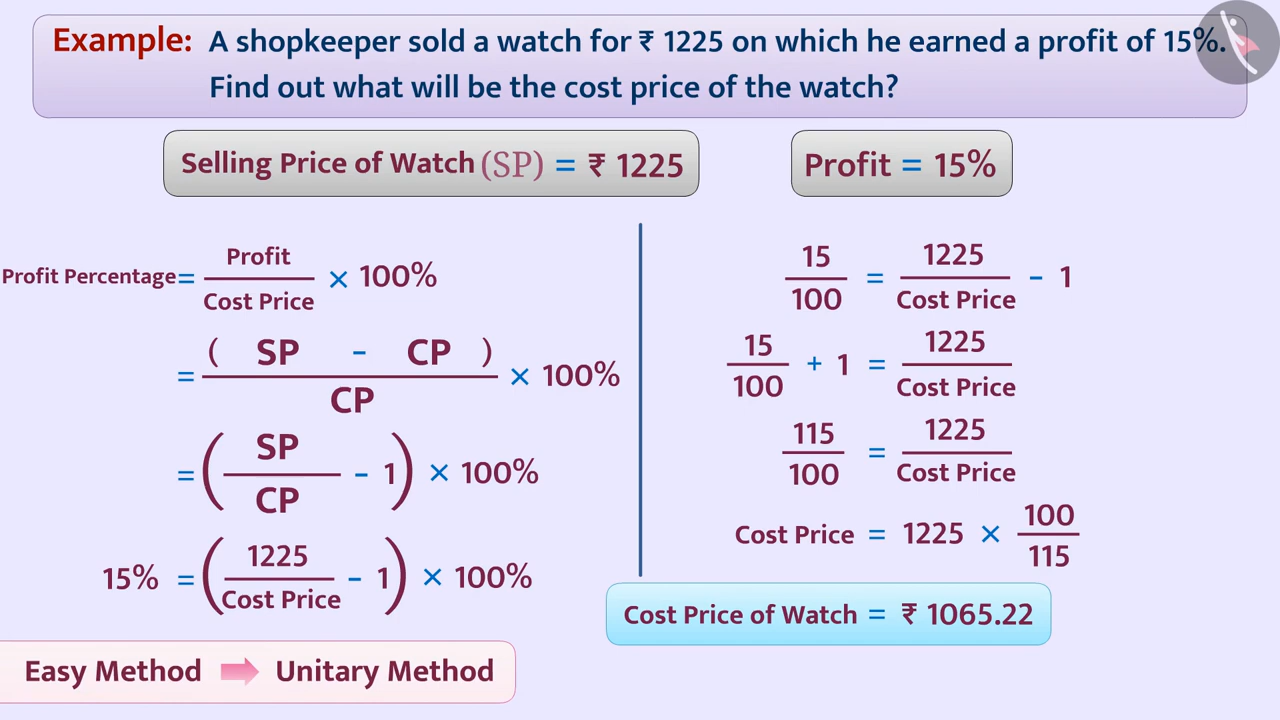 Example: A shopkeeper sold a watch for ₹ 1225 on which he earned a profit of 15%.
Find out what will be the cost price of the watch?
Selling Price of Watch (SP) = ₹ 1225
Profit = 15%
Profit Percentage = Profit / Cost Price × 100%
= ( SP - CP ) / CP × 100%
= ( SP / CP - 1 ) × 100%
15% = ( 1225 / Cost Price - 1 ) × 100%
15 / 100 = 1225 / Cost Price - 1
15 / 100 + 1 = 1225 / Cost Price
115 / 100 = 1225 / Cost Price
Cost Price = 1225 × 100 / 115
Cost Price of Watch = ₹ 1065.22
Easy Method Unitary Method